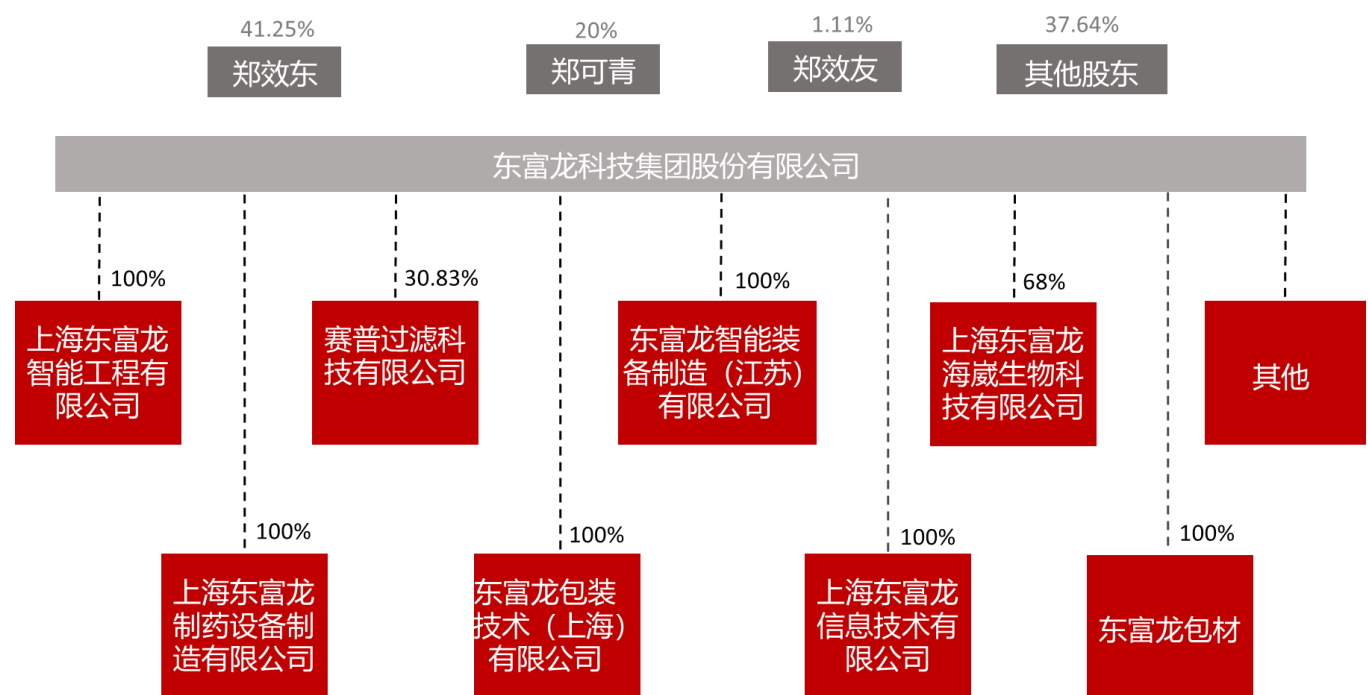 41.25%
郑效东
20%
郑可青
1.11%
郑效友
37.64%
其他股东
东富龙科技集团股份有限公司
100%
上海东富龙
智能工程有
限公司
30.83%
赛普过滤科
技有限公司
100%
东富龙智能装
备制造（江苏）
有限公司
68%
上海东富龙
海崴生物科
技有限公司
其他
100%
上海东富龙
制药设备制
造有限公司
100%
东富龙包装
技术（上海）
有限公司
100%
上海东富龙
信息技术有
限公司
100%
东富龙包材